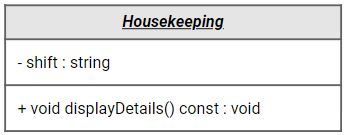 Housekeeping
- shift : string
+ void displayDetails() const : void